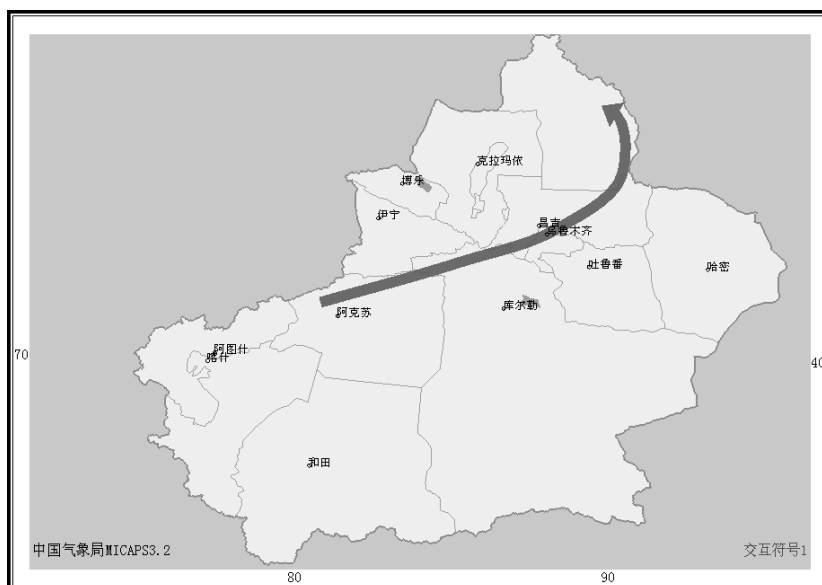 克拉玛依
博乐
伊宁
昌吉
乌鲁木齐
吐鲁番
哈密
库尔勒
阿克苏
阿图什
喀什
70
40
和田
中国气象局MICAPS3.2
交互符号1
80
90